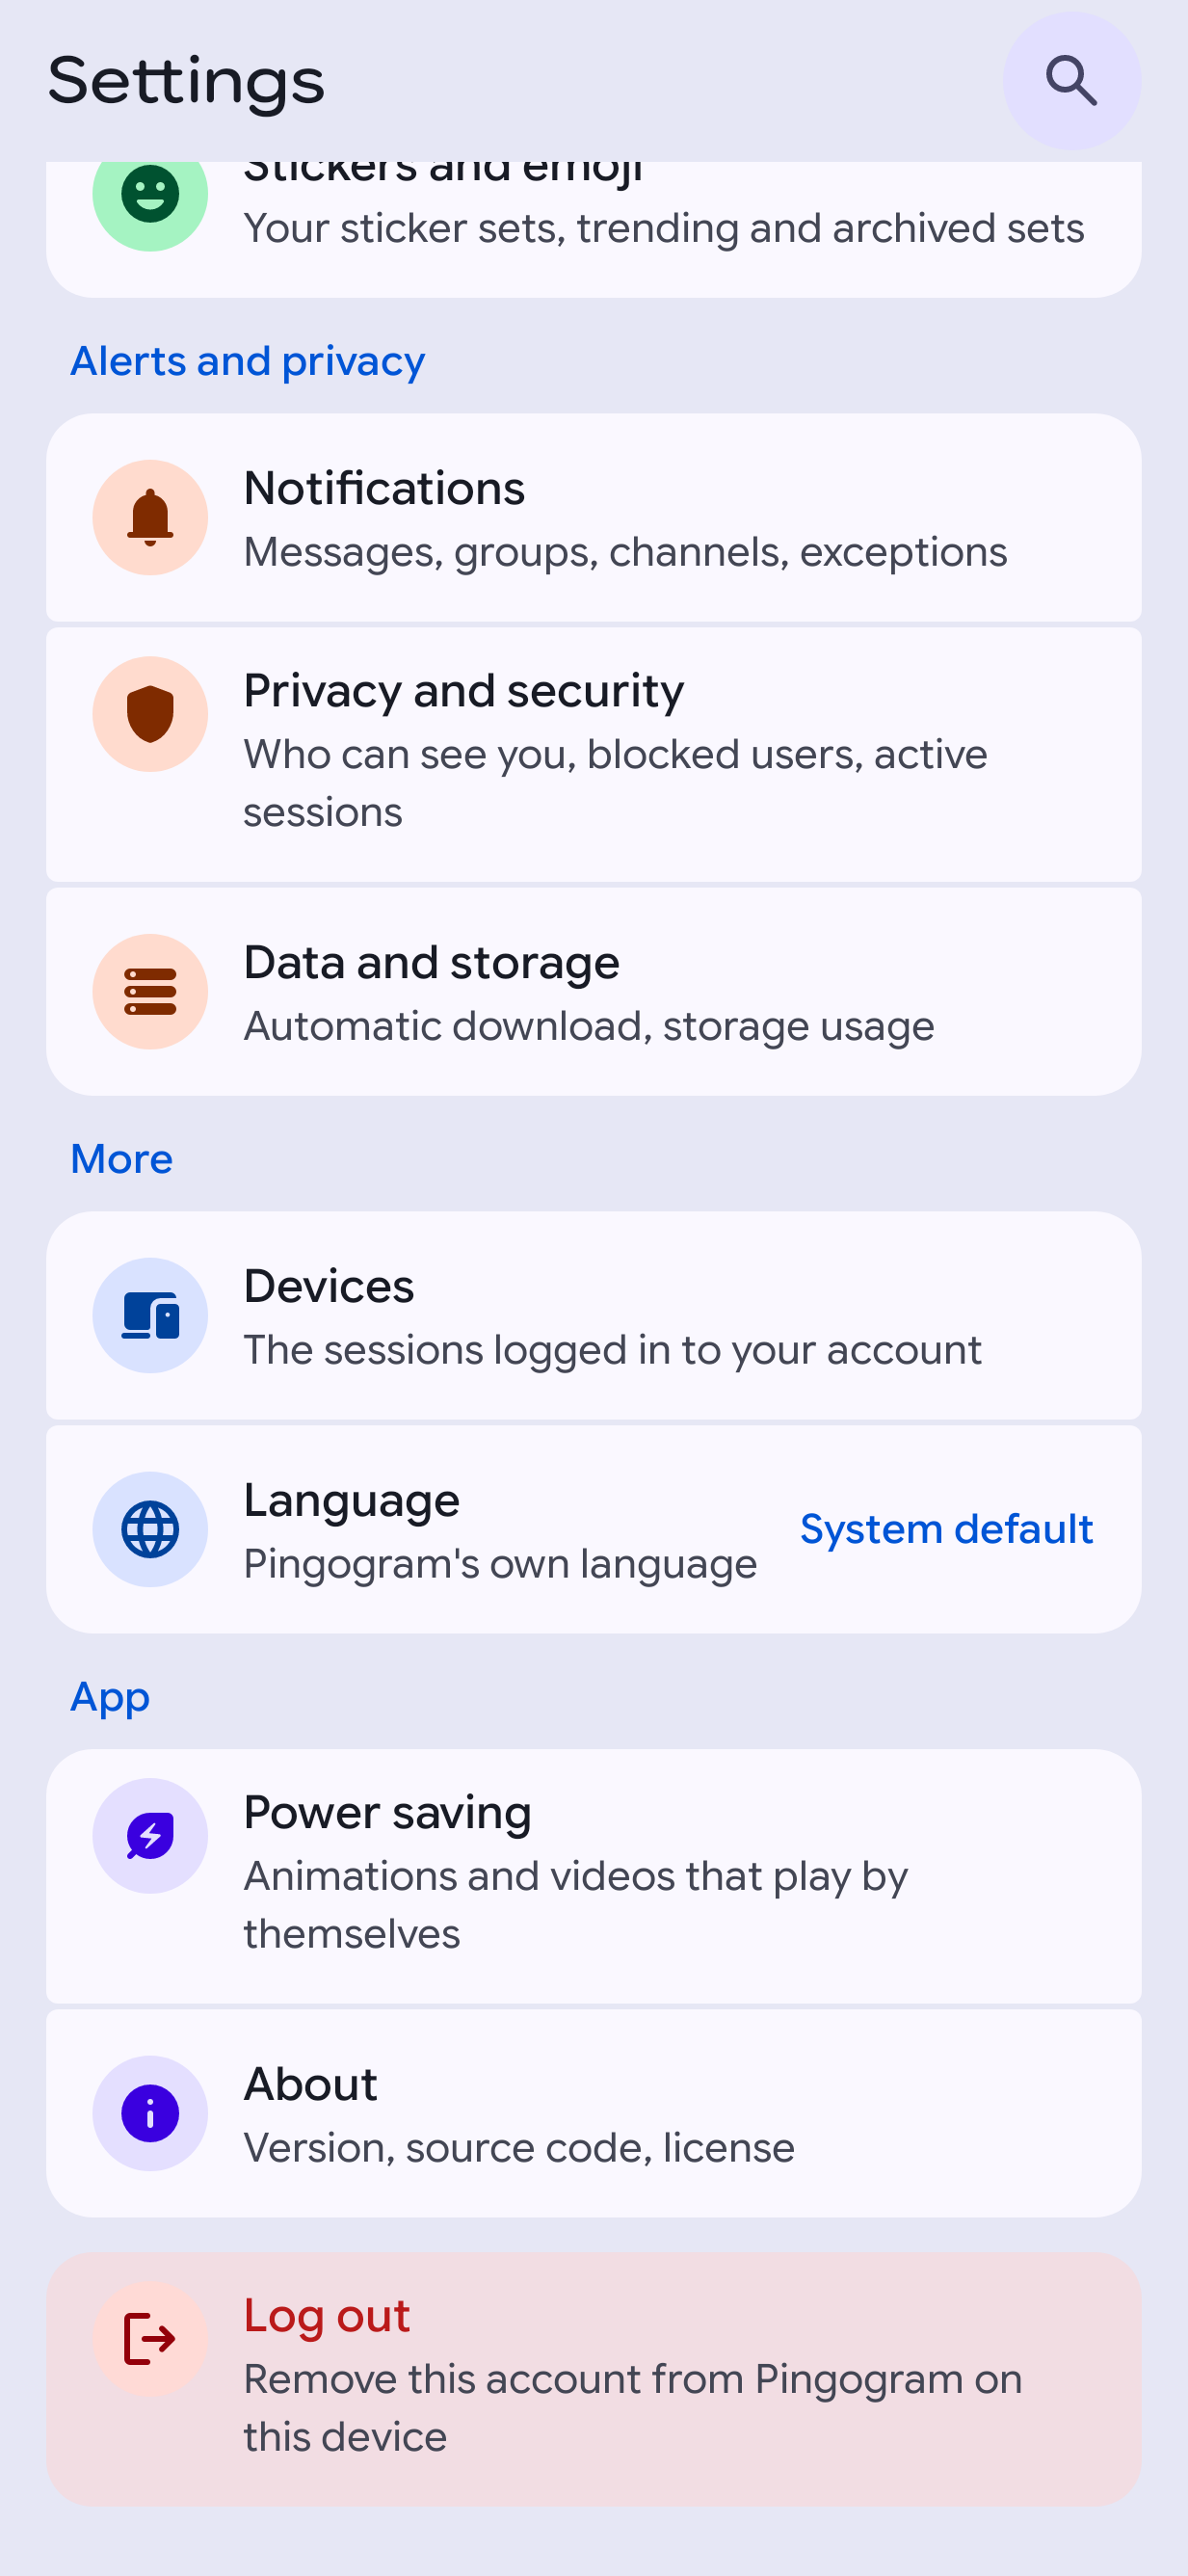 Settings
Stickers and emoji
Your sticker sets, trending and archived sets
Alerts and privacy
Notifications
Messages, groups, channels, exceptions
Privacy and security
Who can see you, blocked users, active
sessions
Data and storage
Automatic download, storage usage
More
Devices
The sessions logged in to your account
Language
Pingogram's own language
System default
App
Power saving
Animations and videos that play by
themselves
About
Version, source code, license
Log out
Remove this account from Pingogram on
this device